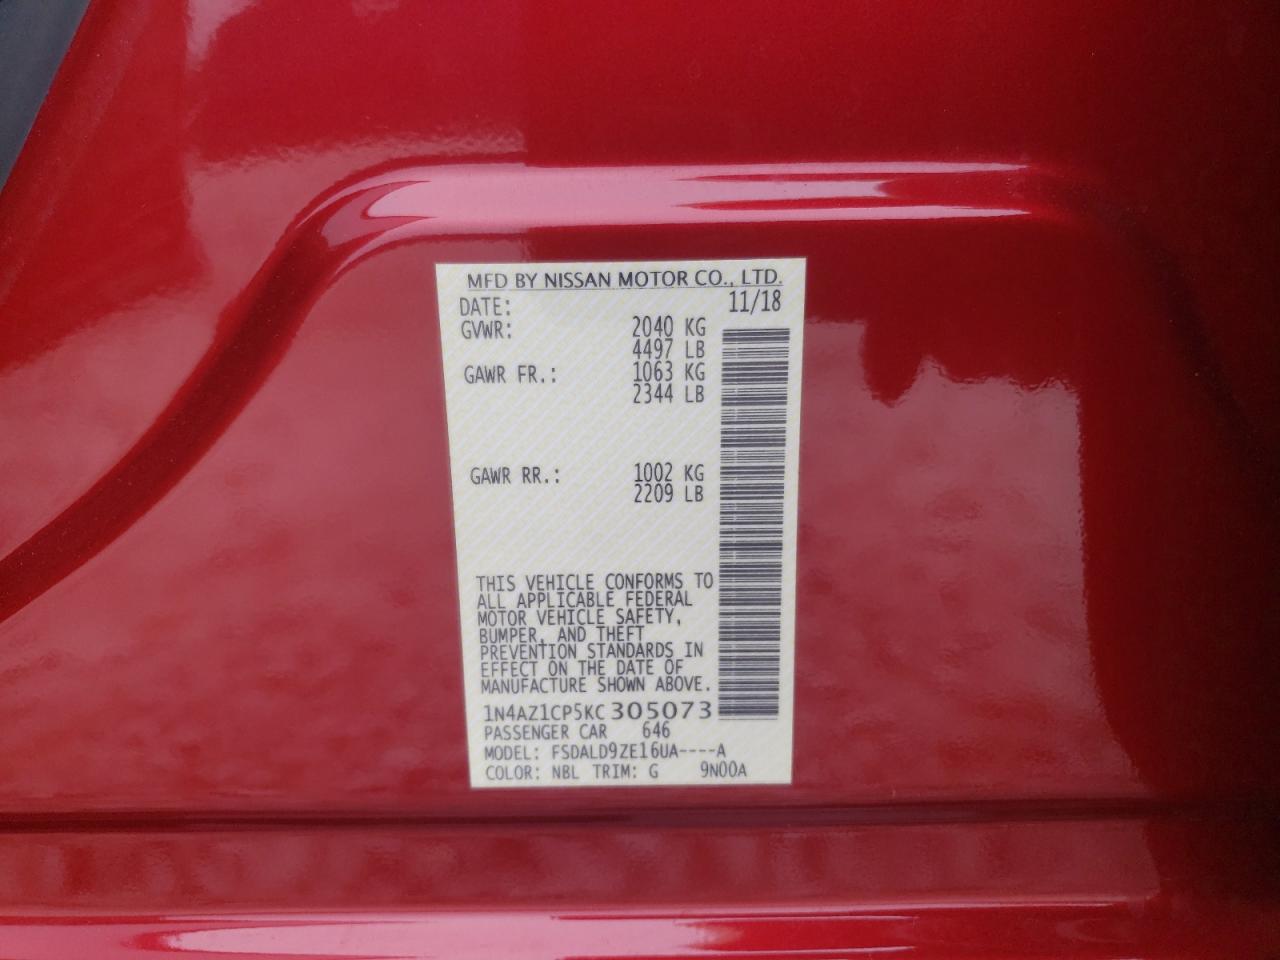 MFD BY NISSAN MOTOR CO., LTD.
DATE: 11/18
GVWR: 2040 KG
4497 LB
GAWR FR.: 1063 KG
2344 LB
GAWR RR.: 1002 KG
2209 LB
THIS VEHICLE CONFORMS TO
ALL APPLICABLE FEDERAL
MOTOR VEHICLE SAFETY,
BUMPER, AND THEFT
PREVENTION STANDARDS IN
EFFECT ON THE DATE OF
MANUFACTURE SHOWN ABOVE.
1N4AZ1CP5KC305073
PASSENGER CAR 646
MODEL: FSDALD9ZE16UA----A
COLOR: NBL TRIM: G 9N00A